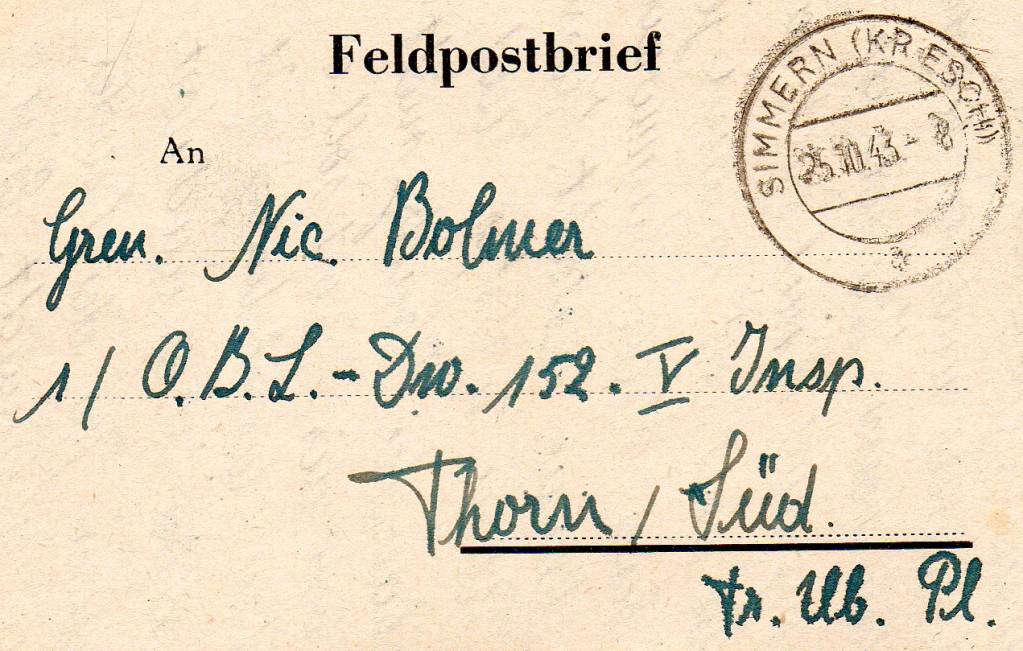 Feldpostbrief
SIMMERN (KR ESCH)
25.10.43-8
An
Gren. Nic. Bolmer
1/ O.B.L.-Div. 152. V Insp.
Thorn / Süd.
Tr. Üb. Pl.